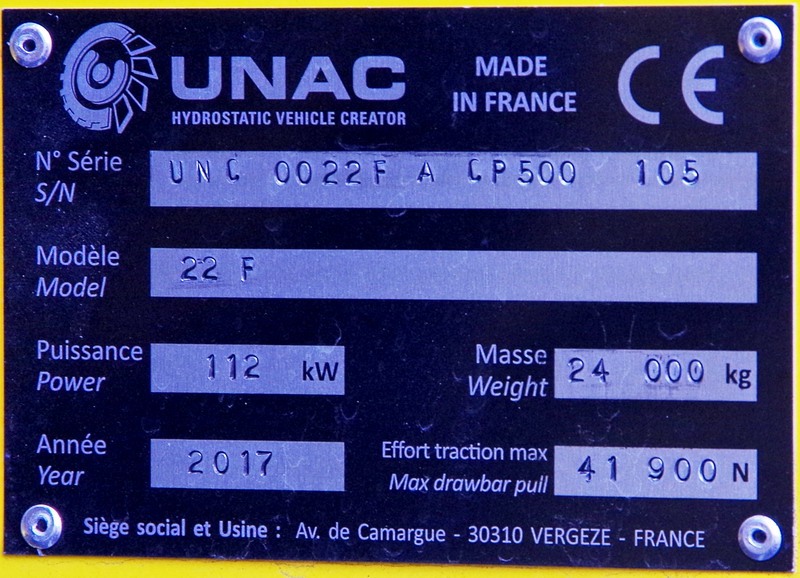 UNAC
HYDROSTATIC VEHICLE CREATOR
MADE
IN FRANCE
CE
N° Série
S/N
UNC 0022F A CP500 105
Modèle
Model
22 F
Puissance
Power
112 kW
Masse
Weight
24 000 kg
Année
Year
2017
Effort traction max
Max drawbar pull
41 900 N
Siège social et Usine : Av. de Camargue - 30310 VERGEZE - FRANCE